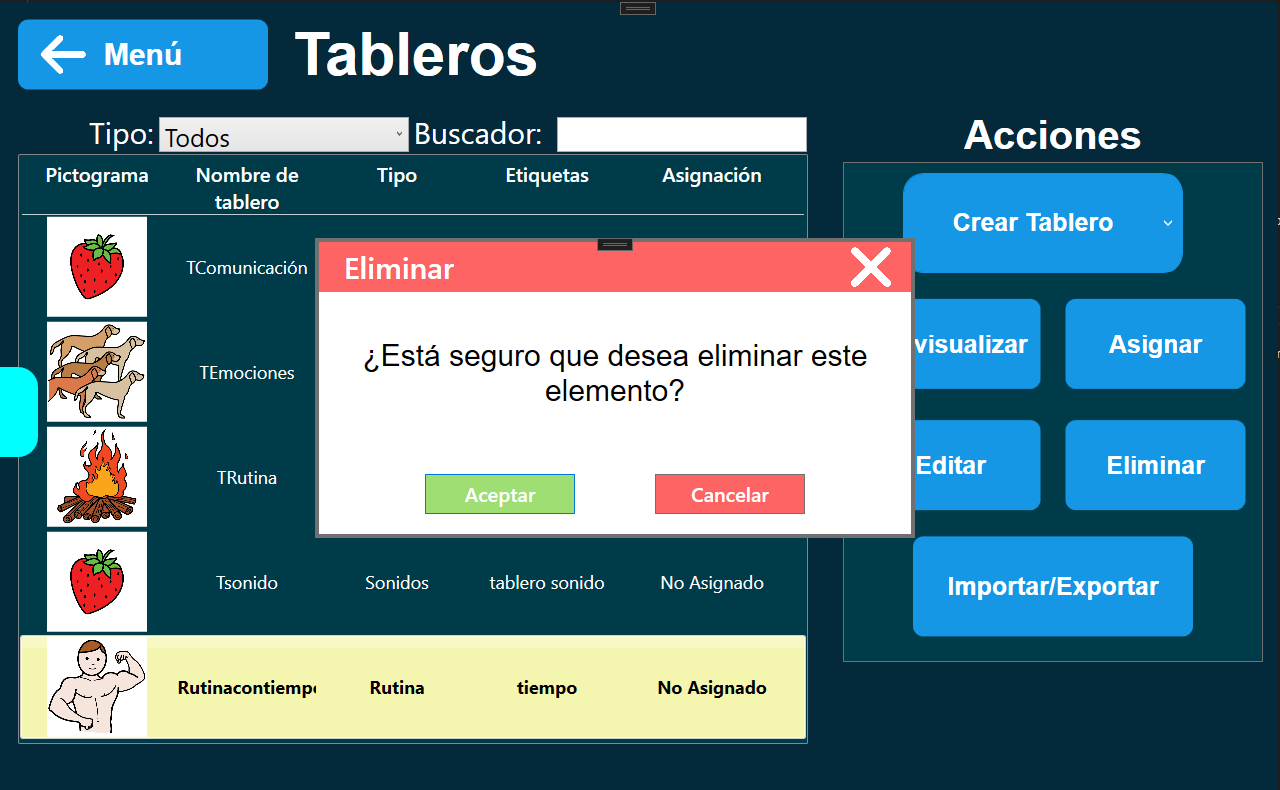 Menú
Tableros
Tipo: Todos Buscador:
Pictograma Nombre de tablero Tipo Etiquetas Asignación
TComunicación
TEmociones
TRutina
Tsonido Sonidos tablero sonido No Asignado
Rutinacontiemp Rutina tiempo No Asignado
Eliminar
¿Está seguro que desea eliminar este
elemento?
Aceptar Cancelar
Acciones
Crear Tablero
visualizar Asignar
Editar Eliminar
Importar/Exportar